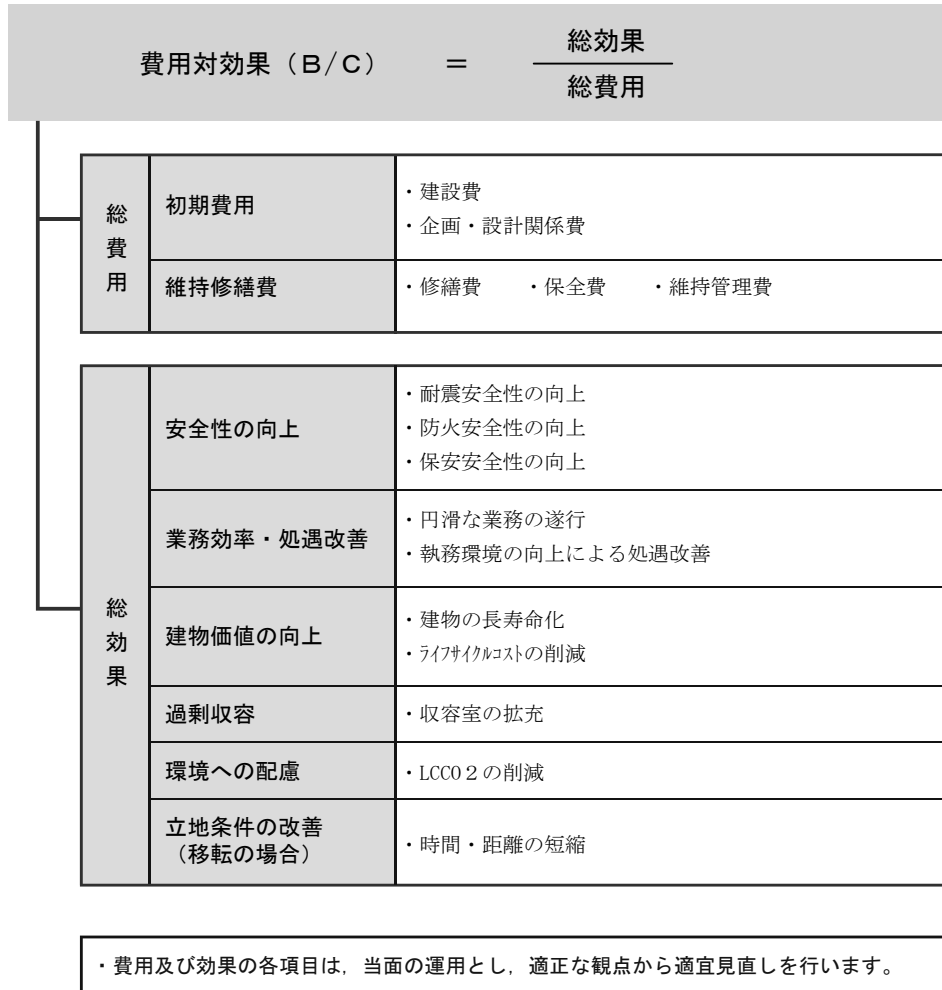 費用対効果（Ｂ／Ｃ）　＝　総効果
総費用
総費用
初期費用
・建設費
・企画・設計関係費
維持修繕費
・修繕費　・保全費　・維持管理費
総効果
安全性の向上
・耐震安全性の向上
・防火安全性の向上
・保安安全性の向上
業務効率・処遇改善
・円滑な業務の遂行
・執務環境の向上による処遇改善
建物価値の向上
・建物の長寿命化
・ﾗｲﾌｻｲｸﾙｺｽﾄの削減
過剰収容
・収容室の拡充
環境への配慮
・LCCO２の削減
立地条件の改善
（移転の場合）
・時間・距離の短縮
・費用及び効果の各項目は，当面の運用とし，適正な観点から適宜見直しを行います。